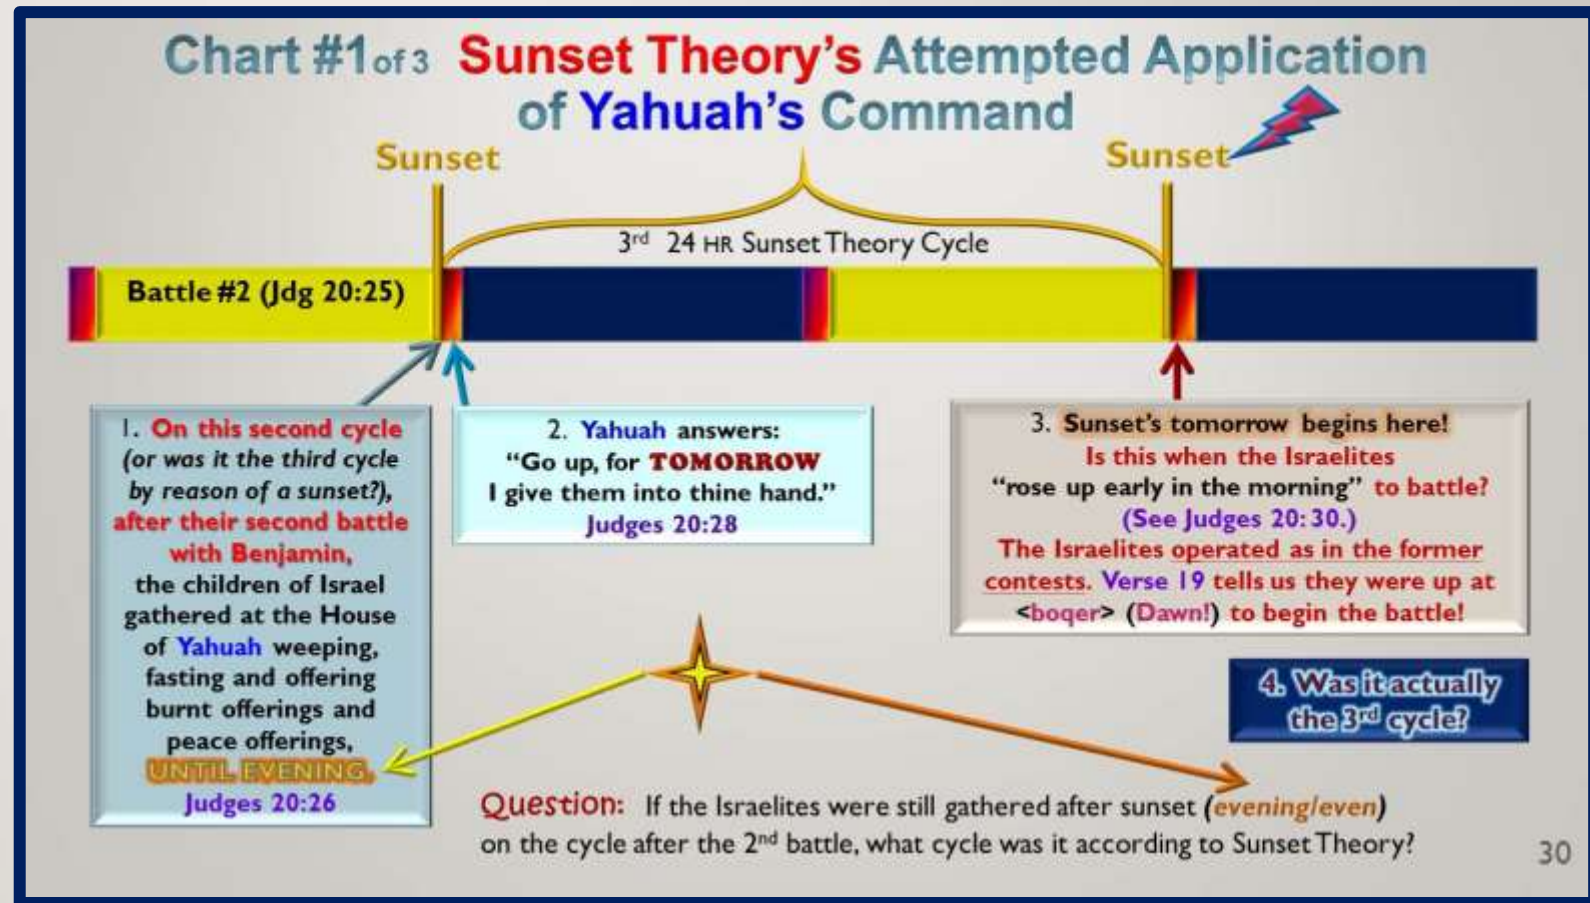 Chart #1 of 3 Sunset Theory's Attempted Application
of Yahuah's Command
Sunset
Sunset
3rd 24 HR Sunset Theory Cycle
Battle #2 (Jdg 20:25)
1. On this second cycle
(or was it the third cycle
by reason of a sunset?),
after their second battle
with Benjamin,
the children of Israel
gathered at the House
of Yahuah weeping,
fasting and offering
burnt offerings and
peace offerings,
UNTIL EVENING.
Judges 20:26
2. Yahuah answers:
"Go up, for TOMORROW
I give them into thine hand."
Judges 20:28
3. Sunset's tomorrow begins here!
Is this when the Israelites
"rose up early in the morning" to battle?
(See Judges 20:30.)
The Israelites operated as in the former
contests. Verse 19 tells us they were up at
<boqer> (Dawn!) to begin the battle!
4. Was it actually
the 3rd cycle?
Question: If the Israelites were still gathered after sunset (evening/even)
on the cycle after the 2nd battle, what cycle was it according to Sunset Theory?
30